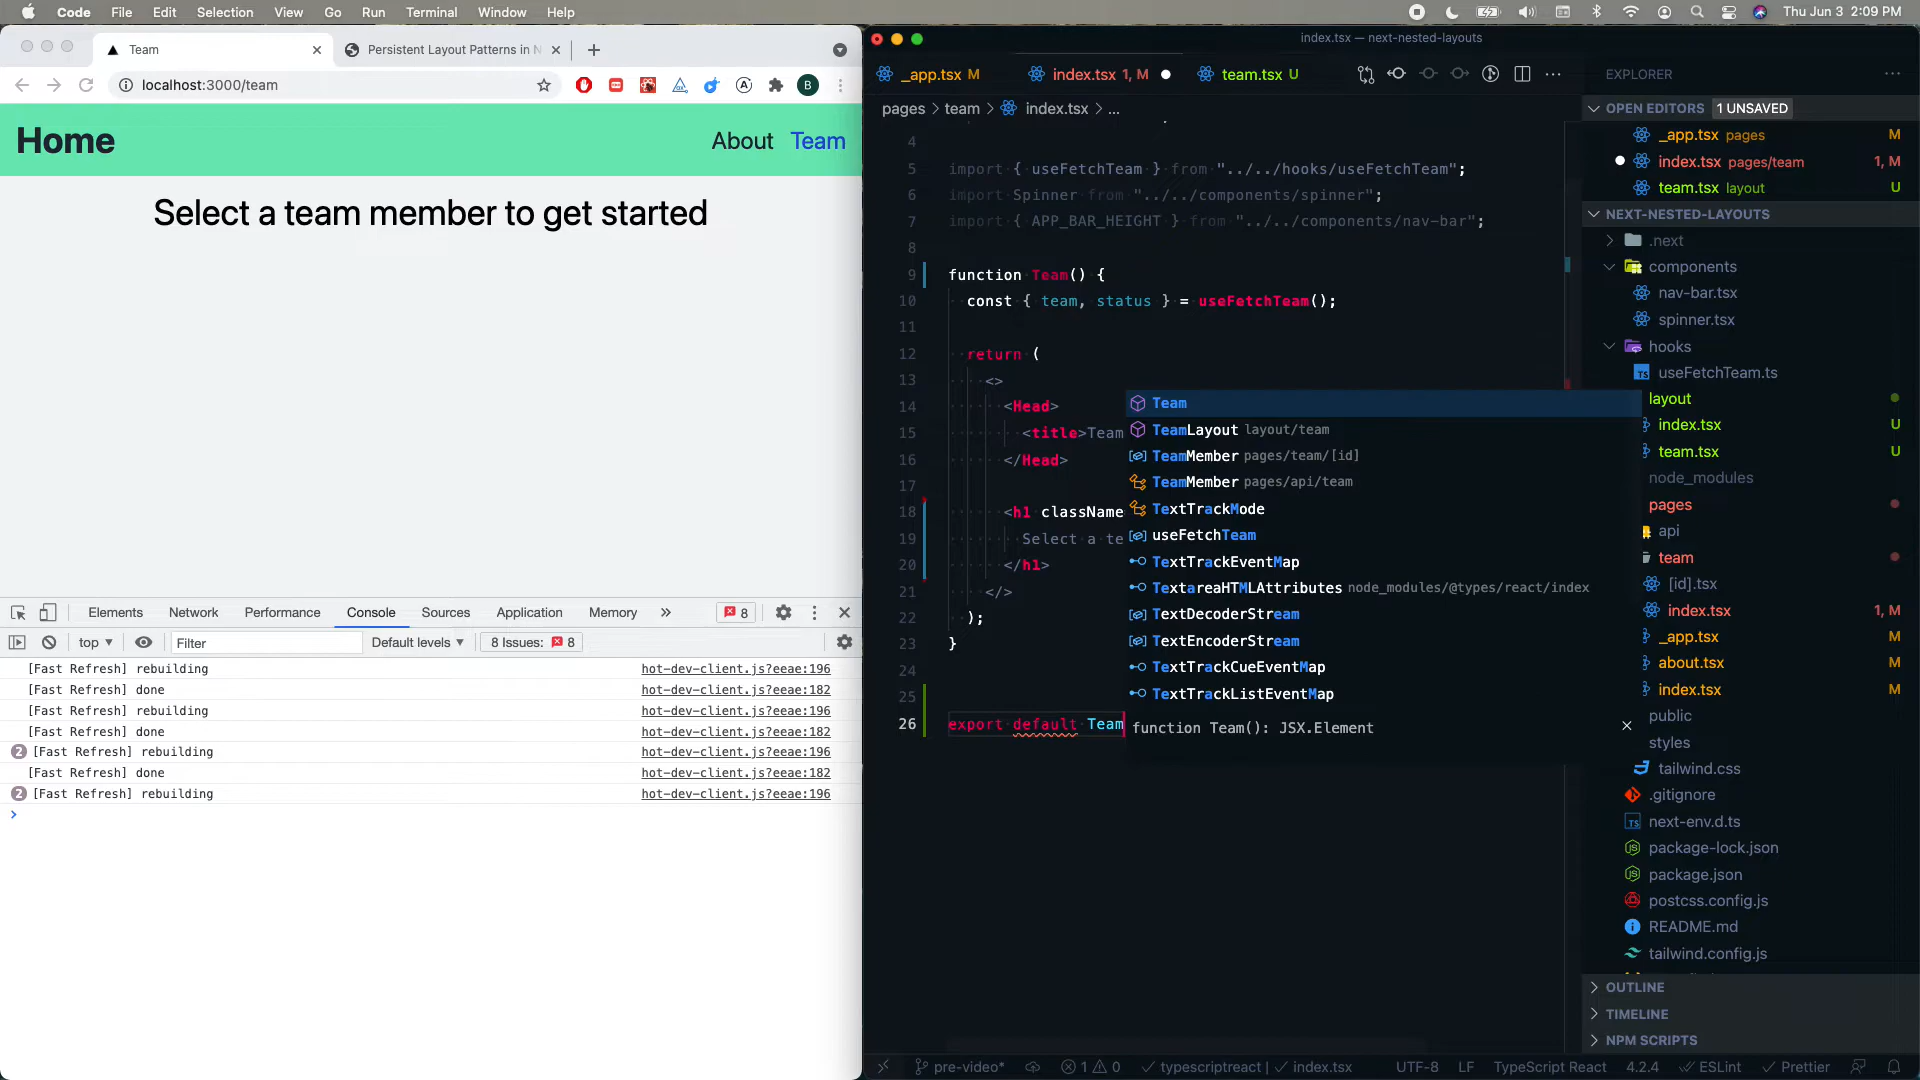 Code File Edit Selection View Go Run Terminal Window Help
Thu Jun 3 2:09 PM
Team
Persistent Layout Patterns in N
localhost:3000/team
B
Home
About Team
Select a team member to get started
Elements Network Performance Console Sources Application Memory
8
top
Filter
Default levels
8 Issues: 8
[Fast Refresh] rebuilding hot-dev-client.js?eeae:196
[Fast Refresh] done hot-dev-client.js?eeae:182
[Fast Refresh] rebuilding hot-dev-client.js?eeae:196
[Fast Refresh] done hot-dev-client.js?eeae:182
2 [Fast Refresh] rebuilding hot-dev-client.js?eeae:196
[Fast Refresh] done hot-dev-client.js?eeae:182
2 [Fast Refresh] rebuilding hot-dev-client.js?eeae:196
index.tsx — next-nested-layouts
_app.tsx M
index.tsx 1, M
team.tsx U
pages > team > index.tsx > ...
4
5 import { useFetchTeam } from "../../hooks/useFetchTeam";
6 import Spinner from "../../components/spinner";
7 import { APP_BAR_HEIGHT } from "../../components/nav-bar";
8
9 function Team() {
10 const { team, status } = useFetchTeam();
11
12 return (
13 <>
14 <Head>
15 <title>Team
16 </Head>
17
18 <h1 className
19 Select a te
20 </h1>
21 </>
22 );
23 }
24
25
26 export default Team
Team
TeamLayout layout/team
TeamMember pages/team/[id]
TeamMember pages/api/team
TextTrackMode
useFetchTeam
TextTrackEventMap
TextareaHTMLAttributes node_modules/@types/react/index
TextDecoderStream
TextEncoderStream
TextTrackCueEventMap
TextTrackListEventMap
function Team(): JSX.Element
EXPLORER
OPEN EDITORS 1 UNSAVED
_app.tsx pages M
index.tsx pages/team 1, M
team.tsx layout U
NEXT-NESTED-LAYOUTS
.next
components
nav-bar.tsx
spinner.tsx
hooks
useFetchTeam.ts
layout
index.tsx U
team.tsx U
node_modules
pages
api
team
[id].tsx
index.tsx 1, M
_app.tsx M
about.tsx M
index.tsx M
public
styles
tailwind.css
.gitignore
next-env.d.ts
package-lock.json
package.json
postcss.config.js
README.md
tailwind.config.js
OUTLINE
TIMELINE
NPM SCRIPTS
pre-video* 1 0 typescriptreact | index.tsx UTF-8 LF TypeScript React 4.2.4 ESLint Prettier